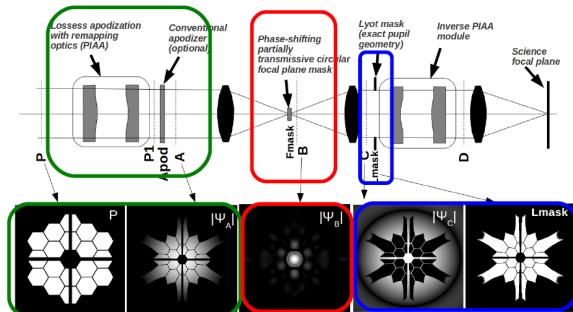 Lossess apodization
with remapping
optics (PIAA)
Conventional
apodizer
(optional)
Phase-shifting
partially
transmissive circular
focal plane mask
Lyot mask
(exact pupil
geometry)
Inverse PIAA
module
Science
focal plane
P
P1
Apod
A
Fmask
B
C
Lmask
D
P
|Ψ_A|
|Ψ_B|
|Ψ_C|
Lmask